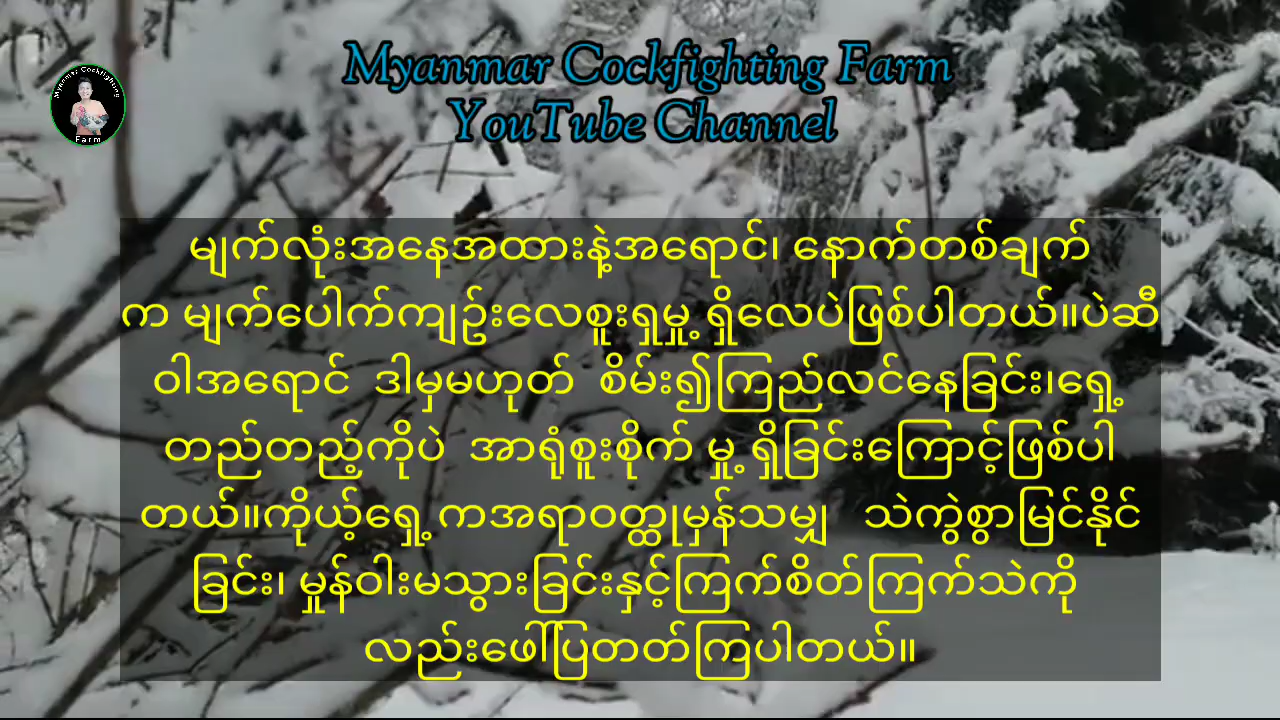 Myanmar Cockfighting Farm
YouTube Channel
Myanmar Cockfighting
Farm
မျက်လုံးအနေအထားနဲ့အရောင်၊ နောက်တစ်ချက်
က မျက်ပေါက်ကျဥ်းလေစူးရှမှု့ ရှိလေပဲဖြစ်ပါတယ်။ပဲဆီ
ဝါအရောင် ဒါမှမဟုတ် စိမ်း၍ကြည်လင်နေခြင်း၊ရှေ့
တည်တည့်ကိုပဲ အာရုံစူးစိုက် မှု့ ရှိခြင်းကြောင့်ဖြစ်ပါ
တယ်။ကိုယ့်ရှေ့ ကအရာဝတ္ထုမှန်သမျှ သဲကွဲစွာမြင်နိုင်
ခြင်း၊ မှုန်ဝါးမသွားခြင်းနှင့်ကြက်စိတ်ကြက်သဲကို
လည်းဖေါ်ပြတတ်ကြပါတယ်။